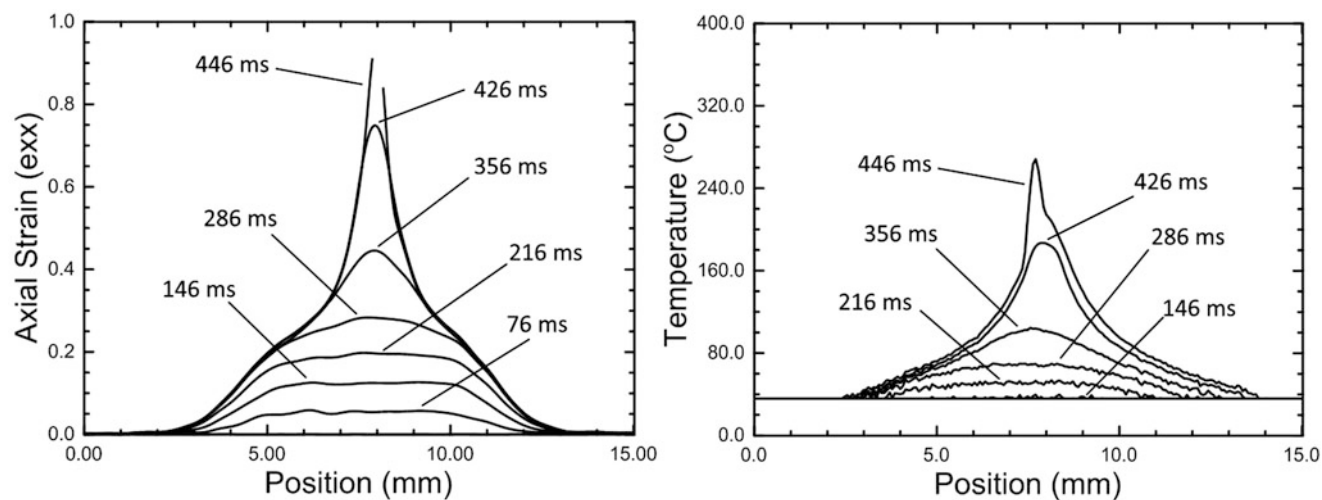 1.0
0.8
0.6
0.4
0.2
0.0
Axial Strain (exx)
446 ms
426 ms
356 ms
286 ms
216 ms
146 ms
76 ms
0.00
5.00
10.00
15.00
Position (mm)
400.0
320.0
240.0
160.0
80.0
0.0
Temperature (ºC)
446 ms
426 ms
356 ms
286 ms
216 ms
146 ms
0.0
5.0
10.0
15.0
Position (mm)